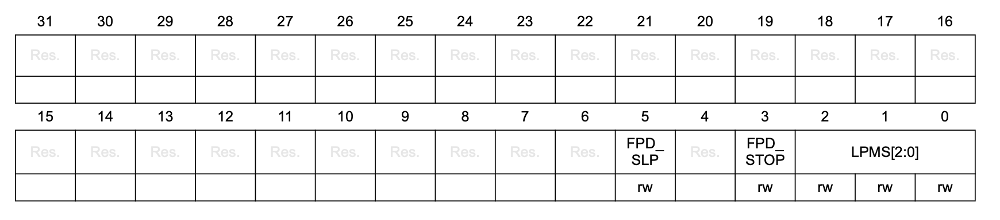 31 30 29 28 27 26 25 24 23 22 21 20 19 18 17 16
Res. Res. Res. Res. Res. Res. Res. Res. Res. Res. Res. Res. Res. Res. Res. Res.
15 14 13 12 11 10 9 8 7 6 5 4 3 2 1 0
Res. Res. Res. Res. Res. Res. Res. Res. Res. Res. FPD_ Res. FPD_ LPMS[2:0]
SLP STOP
rw rw rw rw rw